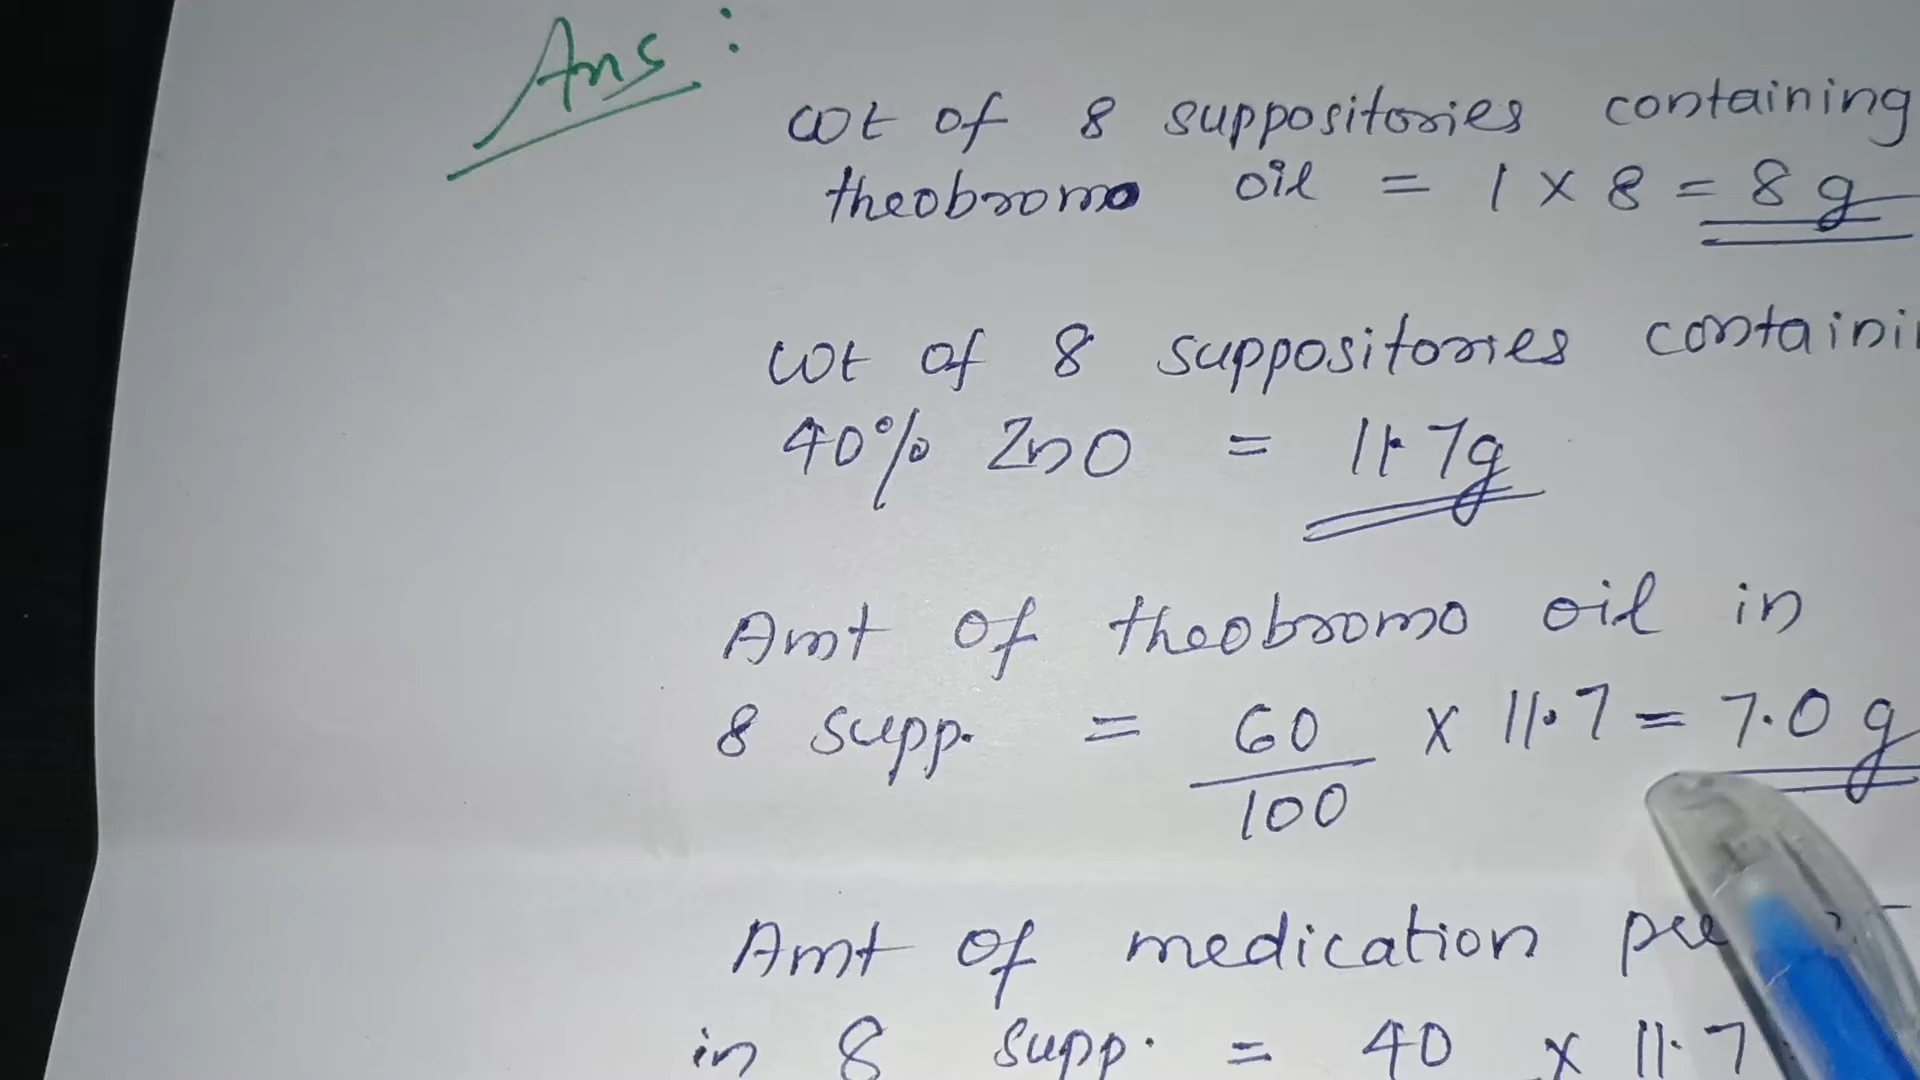 Ans:
wt of 8 suppositories containing
theobromo oil = 1 × 8 = 8 g
wt of 8 suppositories containi
40% ZnO = 11.7g
Amt of theobromo oil in
8 supp. = 60/100 × 11.7 = 7.0 g
Amt of medication
in 8 supp. = 40 × 11.7